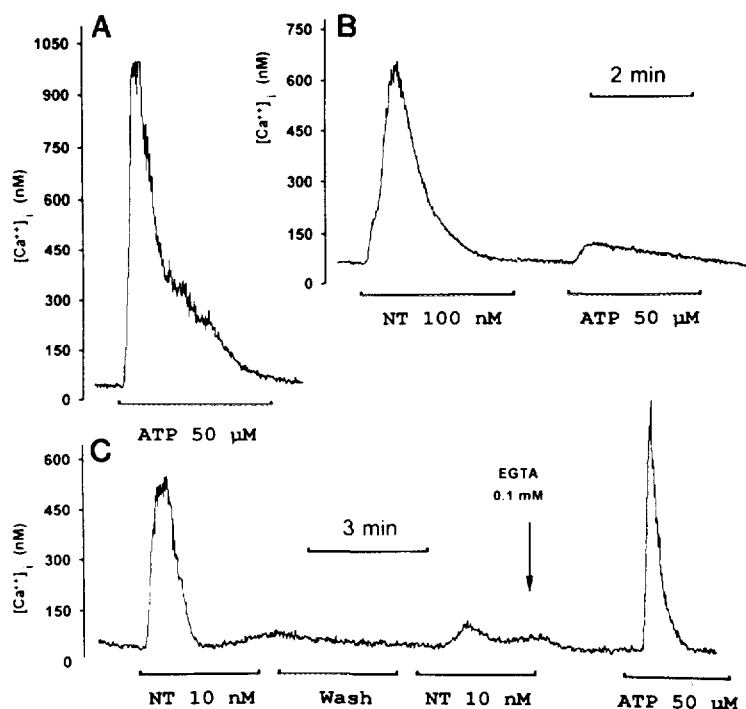 A
1050
1000
750
900
600
450
300
150
0
[Ca++]i (nM)
ATP 50 µM
B
750
600
450
300
150
0
[Ca++]i (nM)
2 min
NT 100 nM
ATP 50 µM
C
600
450
300
150
0
[Ca++]i (nM)
3 min
EGTA
0.1 mM
NT 10 nM
Wash
NT 10 nM
ATP 50 µM